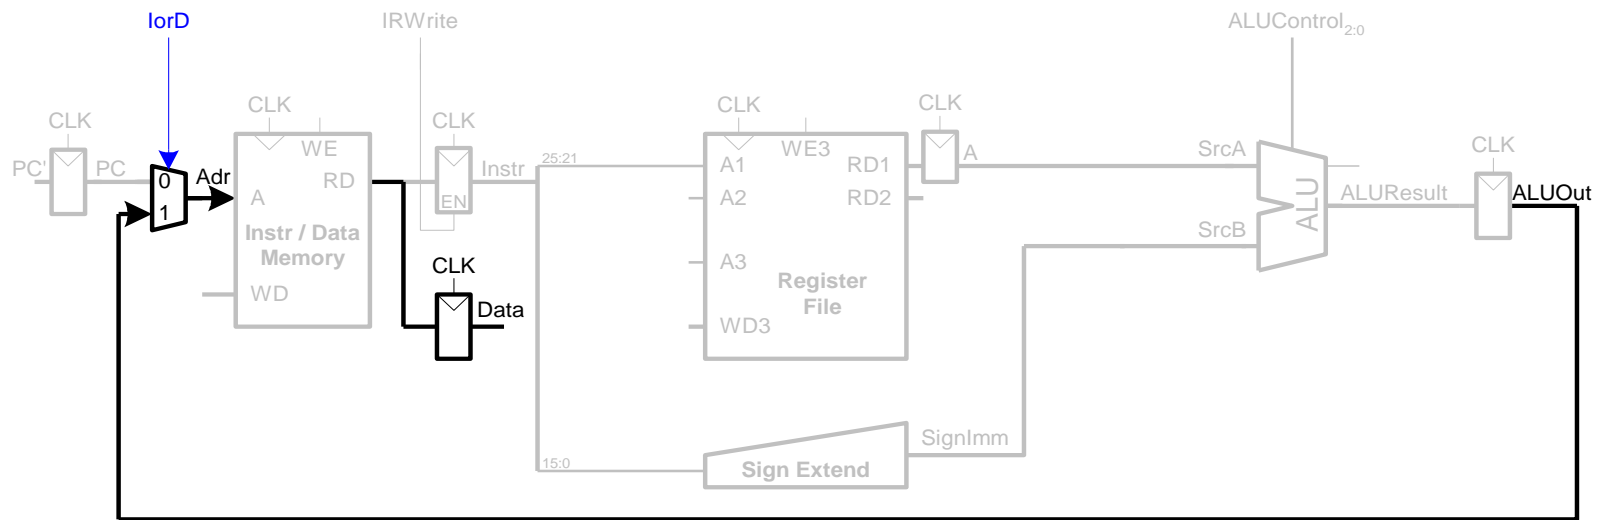 IorD
IRWrite
ALUControl2:0
CLK
CLK
CLK
CLK
CLK
CLK
PC'
PC
0
1
Adr
WE
RD
A
Instr / Data
Memory
WD
EN
Instr
25:21
A1
WE3
RD1
A2
RD2
A3
Register
File
WD3
A
SrcA
ALU
ALUResult
ALUOut
SrcB
CLK
Data
SignImm
15:0
Sign Extend